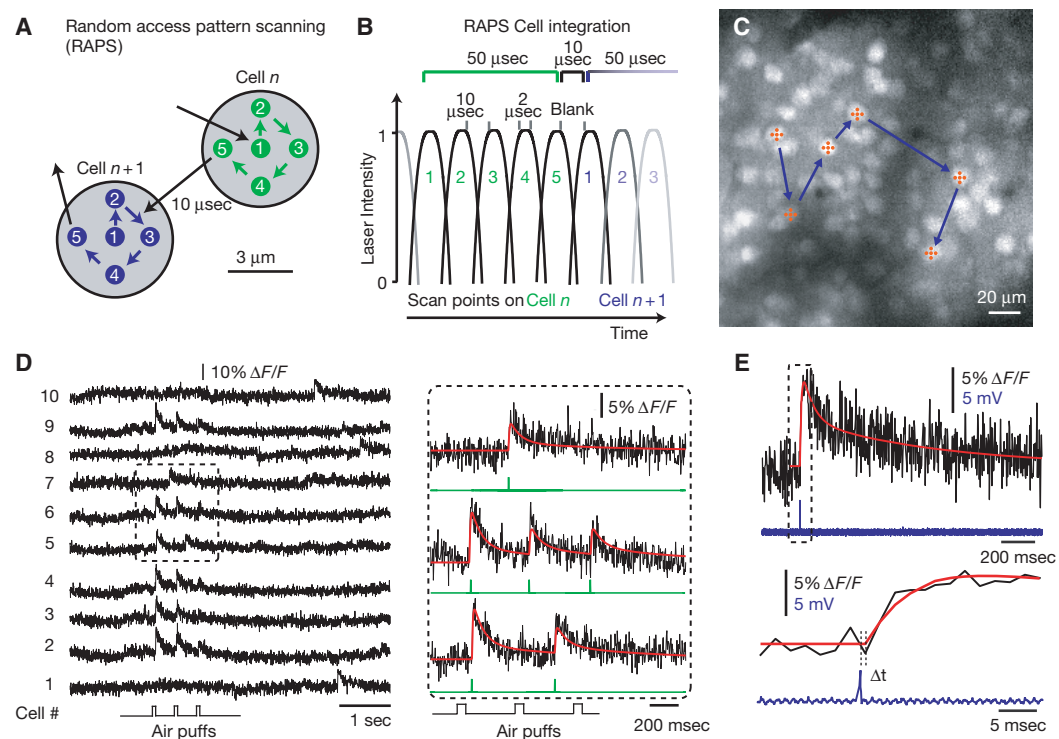 A
Random access pattern scanning
(RAPS)
Cell n
2
5
1
3
4
Cell n+1
10 μsec
2
5
1
3
4
3 μm
B
RAPS Cell integration
50 μsec
10
μsec
50 μsec
10
μsec
2
μsec
Blank
1
1
2
3
4
5
1
2
3
Laser Intensity
0
Scan points on Cell n
Cell n+1
Time
C
20 μm
D
10% ΔF/F
10
9
8
7
6
5
4
3
2
1
Cell #
Air puffs
1 sec
5% ΔF/F
Air puffs
200 msec
E
5% ΔF/F
5 mV
200 msec
5% ΔF/F
5 mV
Δt
5 msec